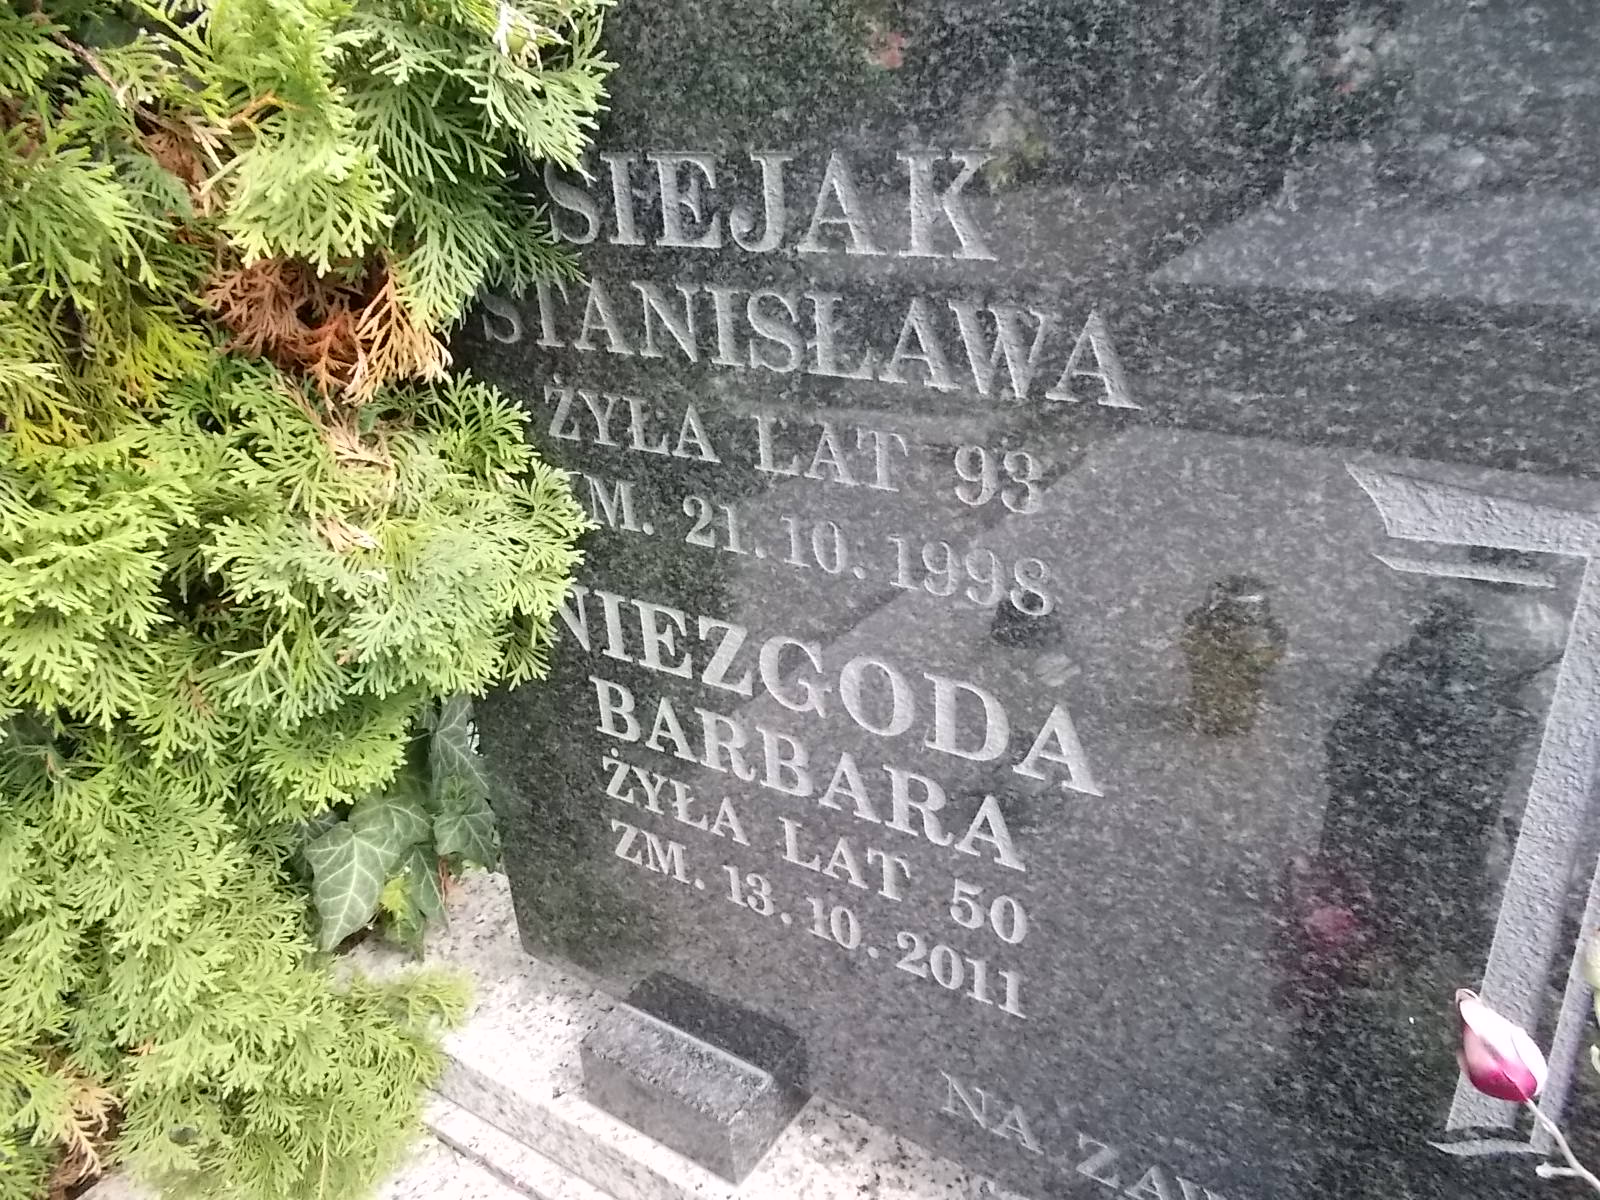 SIEJAK
STANISŁAWA
ŻYŁA LAT 93
ZM. 21.10.1998
NIEZGODA
BARBARA
ŻYŁA LAT 50
ZM. 13.10.2011
NA